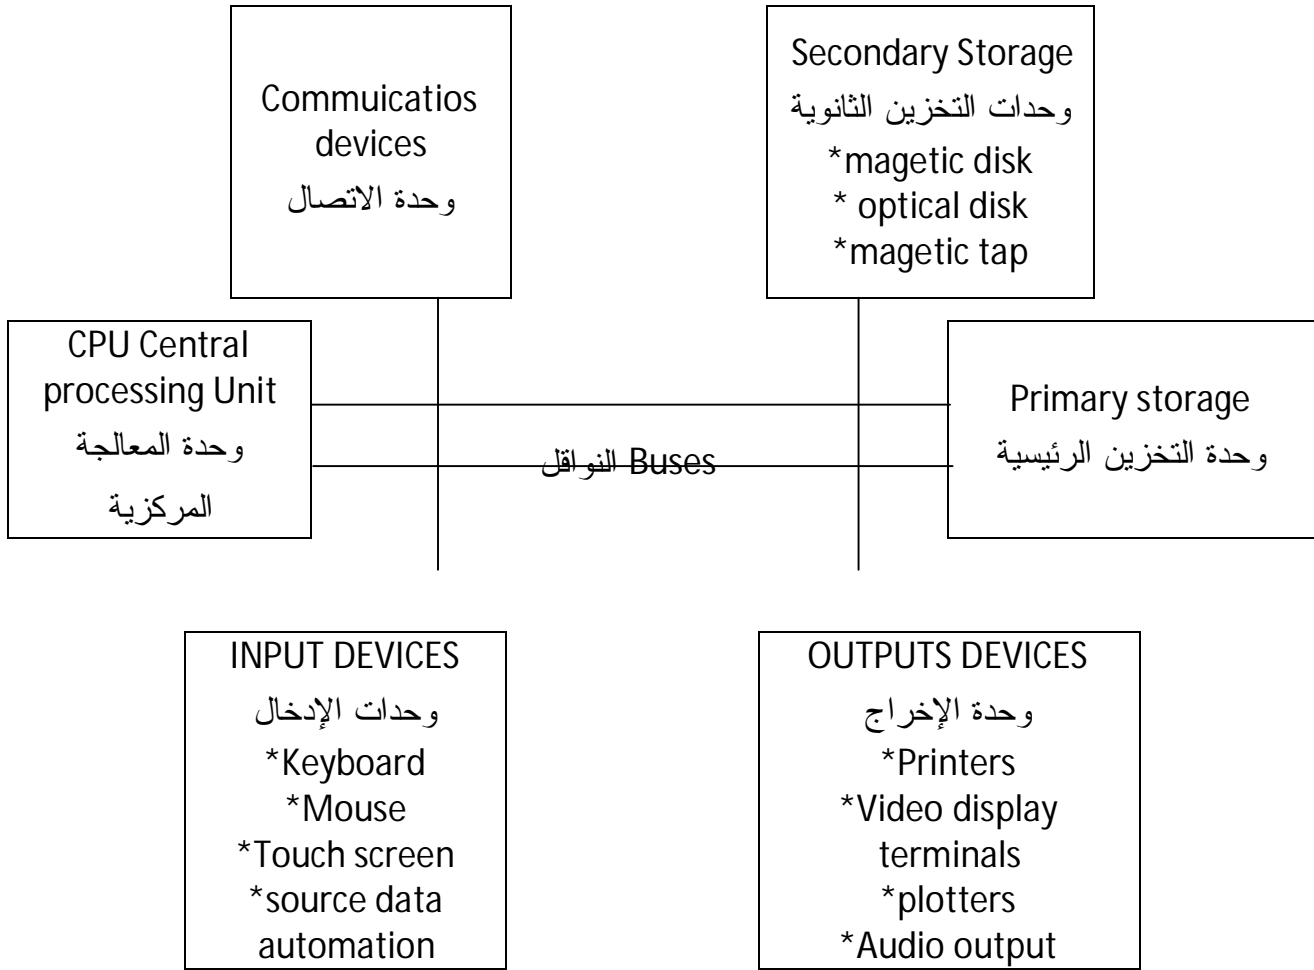 Commuicatios
devices
وحدة الاتصال
Secondary Storage
وحدات التخزين الثانوية
*magetic disk
* optical disk
*magetic tap
CPU Central
processing Unit
وحدة المعالجة
المركزية
النواقل Buses
Primary storage
وحدة التخزين الرئيسية
INPUT DEVICES
وحدات الإدخال
*Keyboard
*Mouse
*Touch screen
*source data
automation
OUTPUTS DEVICES
وحدة الإخراج
*Printers
*Video display
terminals
*plotters
*Audio output